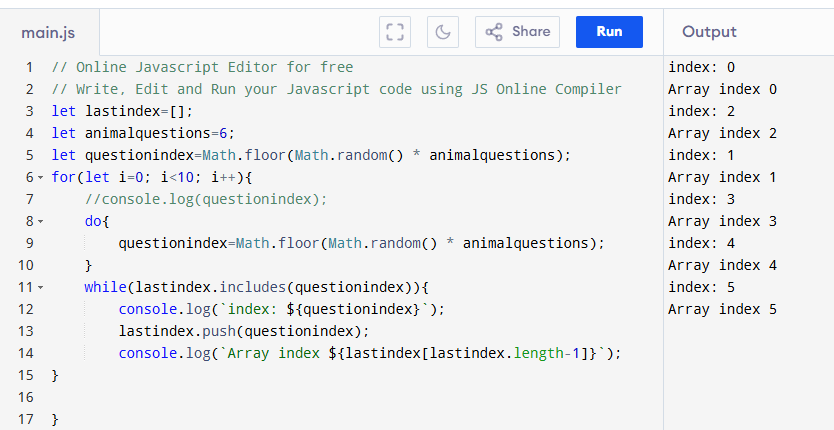 main.js Share Run Output
1 // Online Javascript Editor for free
2 // Write, Edit and Run your Javascript code using JS Online Compiler
3 let lastindex=[];
4 let animalquestions=6;
5 let questionindex=Math.floor(Math.random() * animalquestions);
6 for(let i=0; i<10; i++){
7 //console.log(questionindex);
8 do{
9 questionindex=Math.floor(Math.random() * animalquestions);
10 }
11 while(lastindex.includes(questionindex)){
12 console.log(`index: ${questionindex}`);
13 lastindex.push(questionindex);
14 console.log(`Array index ${lastindex[lastindex.length-1]}`);
15 }
16
17 }
index: 0
Array index 0
index: 2
Array index 2
index: 1
Array index 1
index: 3
Array index 3
index: 4
Array index 4
index: 5
Array index 5